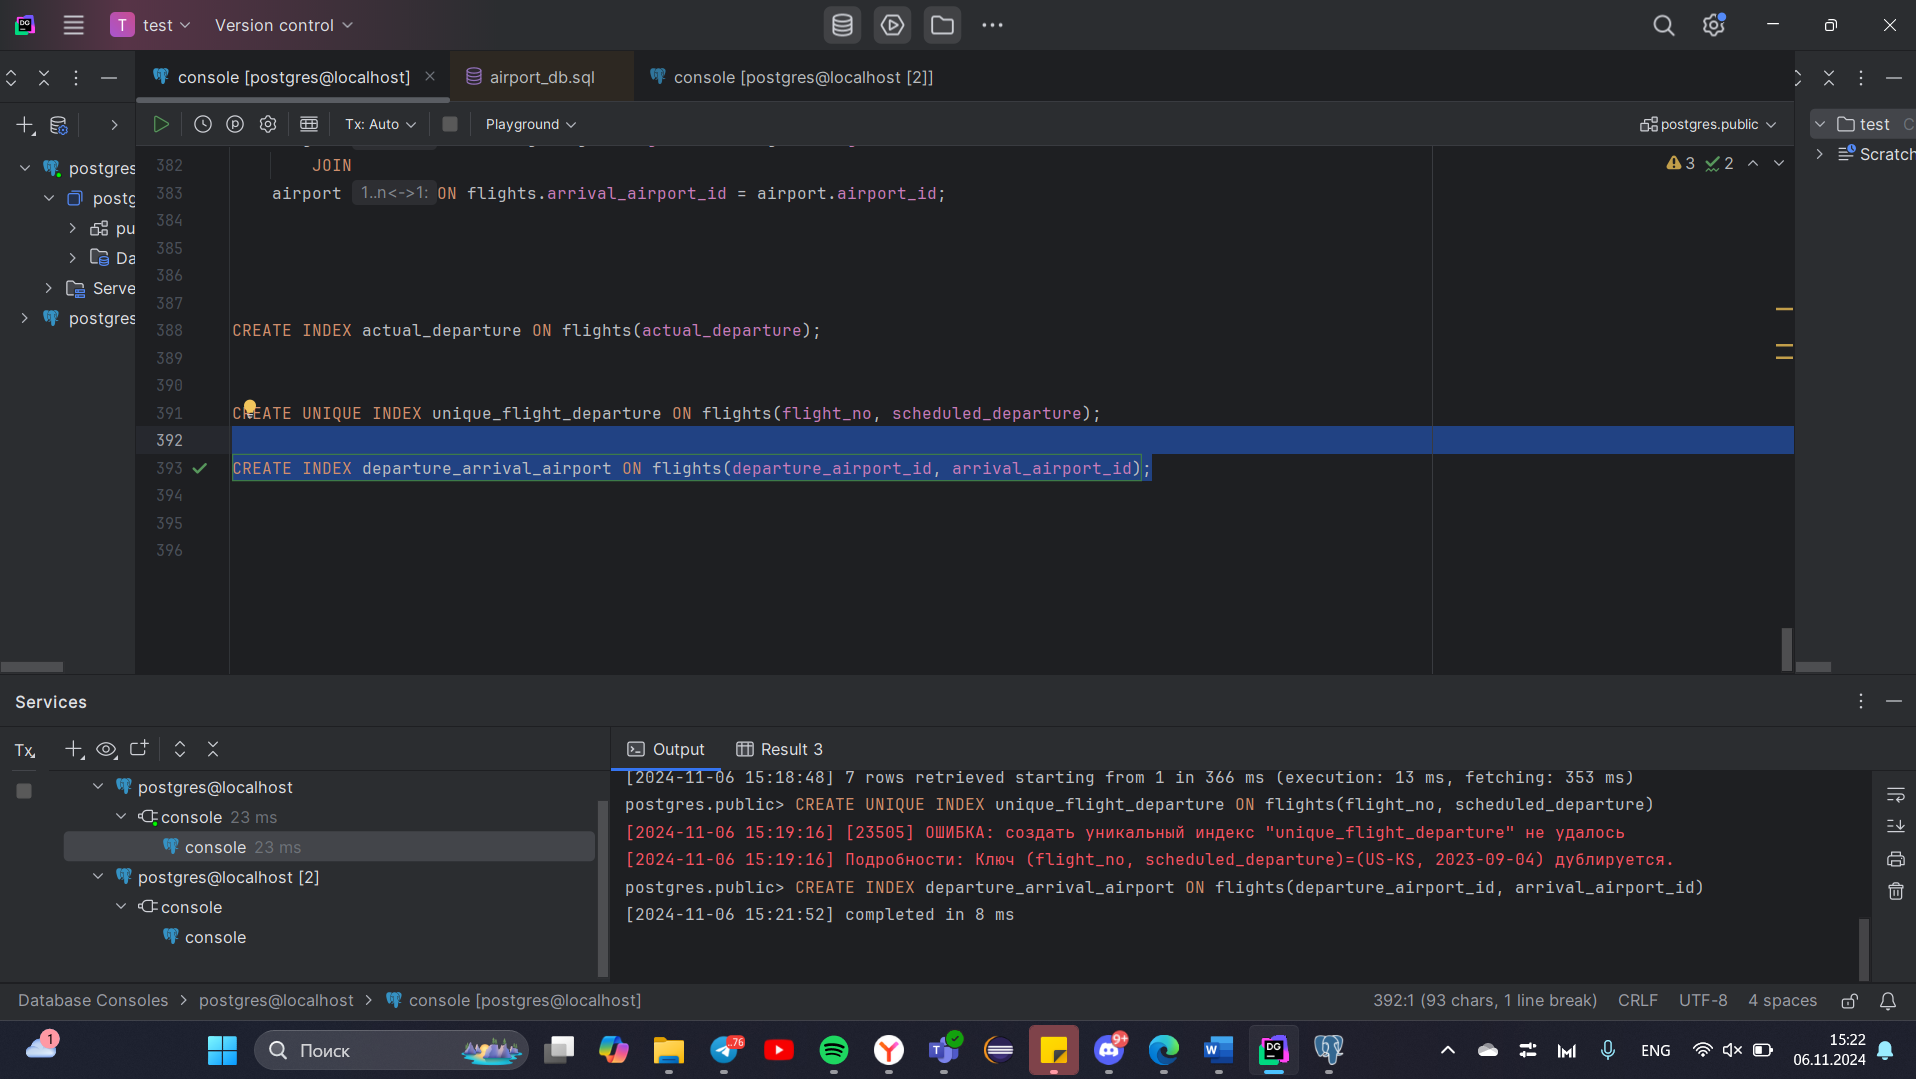 T test Version control
console [postgres@localhost] airport_db.sql console [postgres@localhost [2]]
Tx: Auto Playground postgres.public
382 JOIN
383 airport 1..n<->1: ON flights.arrival_airport_id = airport.airport_id;
384
385
386
387
388 CREATE INDEX actual_departure ON flights(actual_departure);
389
390
391 CREATE UNIQUE INDEX unique_flight_departure ON flights(flight_no, scheduled_departure);
392
393 CREATE INDEX departure_arrival_airport ON flights(departure_airport_id, arrival_airport_id);
394
395
396
3 2
postgres
postg
pu
Da
Serve
postgres
test C
Scratch
Services
Tx
postgres@localhost
console 23 ms
console 23 ms
postgres@localhost [2]
console
console
Output Result 3
[2024-11-06 15:18:48] 7 rows retrieved starting from 1 in 366 ms (execution: 13 ms, fetching: 353 ms)
postgres.public> CREATE UNIQUE INDEX unique_flight_departure ON flights(flight_no, scheduled_departure)
[2024-11-06 15:19:16] [23505] ОШИБКА: создать уникальный индекс "unique_flight_departure" не удалось
[2024-11-06 15:19:16] Подробности: Ключ (flight_no, scheduled_departure)=(US-KS, 2023-09-04) дублируется.
postgres.public> CREATE INDEX departure_arrival_airport ON flights(departure_airport_id, arrival_airport_id)
[2024-11-06 15:21:52] completed in 8 ms
Database Consoles > postgres@localhost > console [postgres@localhost]
392:1 (93 chars, 1 line break) CRLF UTF-8 4 spaces
1 Поиск ..76 9+ DG ENG 15:22
06.11.2024